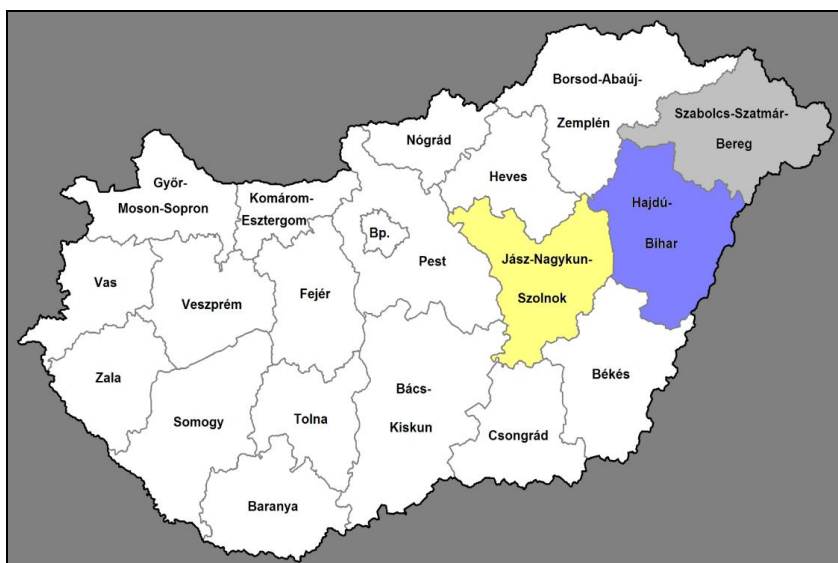 Borsod-Abaúj-
Zemplén
Szabolcs-Szatmár-
Bereg
Nógrád
Heves
Hajdú-
Bihar
Győr-
Moson-Sopron
Komárom-
Esztergom
Bp.
Pest
Jász-Nagykun-
Szolnok
Vas
Veszprém
Fejér
Zala
Somogy
Tolna
Bács-
Kiskun
Békés
Csongrád
Baranya